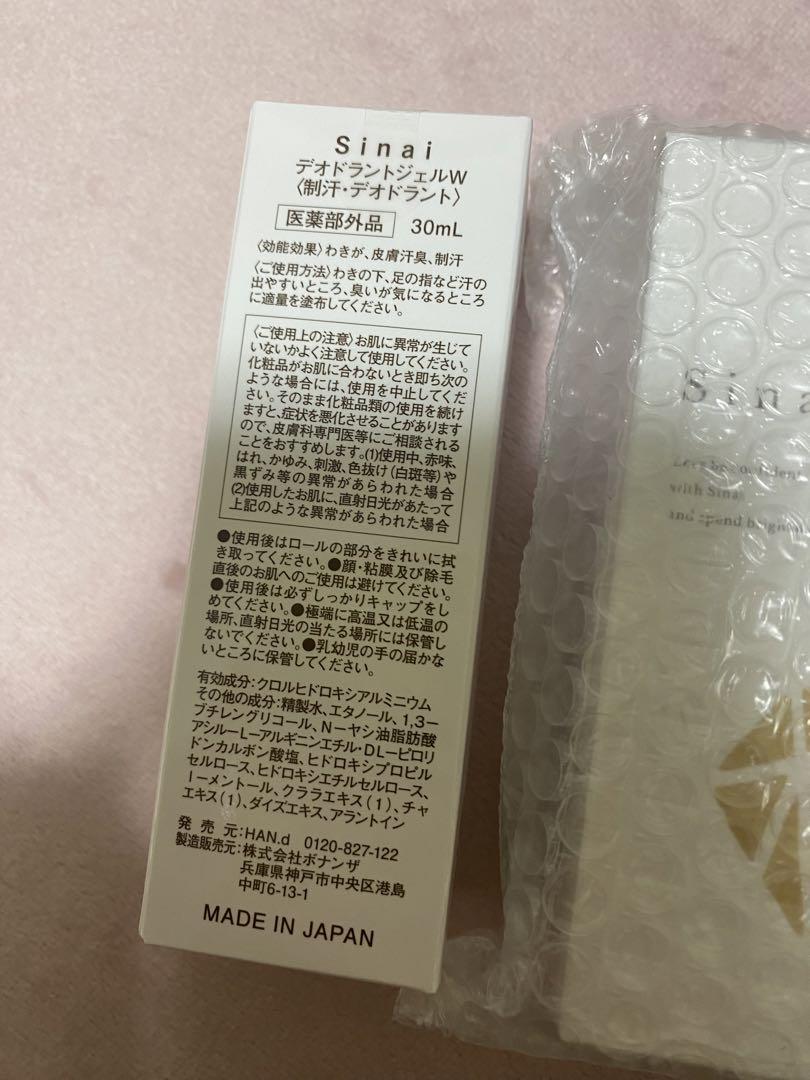 Sinai
デオドラントジェルW
〈制汗・デオドラント〉
医薬部外品 30mL
〈効能効果〉わきが、皮膚汗臭、制汗
〈ご使用方法〉わきの下、足の指など汗の
出やすいところ、臭いが気になるところ
に適量を塗布してください。
〈ご使用上の注意〉お肌に異常が生じて
いないかよく注意して使用してください。
化粧品がお肌に合わないとき即ち次の
ような場合には、使用を中止してくだ
さい。そのまま化粧品類の使用を続け
ますと、症状を悪化させることがあります
ので、皮膚科専門医等にご相談される
ことをおすすめします。(1)使用中、赤味、
はれ、かゆみ、刺激、色抜け(白斑等)や
黒ずみ等の異常があらわれた場合
(2)使用したお肌に、直射日光があたって
上記のような異常があらわれた場合
●使用後はロールの部分をきれいに拭
き取ってください。●顔・粘膜及び除毛
直後のお肌へのご使用は避けてください。
●使用後は必ずしっかりキャップをし
めてください。●極端に高温又は低温の
場所、直射日光の当たる場所には保管し
ないでください。●乳幼児の手の届かな
いところに保管してください。
有効成分:クロルヒドロキシアルミニウム
その他の成分:精製水、エタノール、1,3ー
ブチレングリコール、Nーヤシ油脂肪酸
アシルーLーアルギニンエチル・DLーピロリ
ドンカルボン酸塩、ヒドロキシプロピル
セルロース、ヒドロキシエチルセルロース、
lーメントール、クララエキス(1)、チャ
エキス(1)、ダイズエキス、アラントイン
発売元:HAN.d 0120-827-122
製造販売元:株式会社ボナンザ
兵庫県神戸市中央区港島
中町6-13-1
MADE IN JAPAN
Sina
with Sinai
and spend